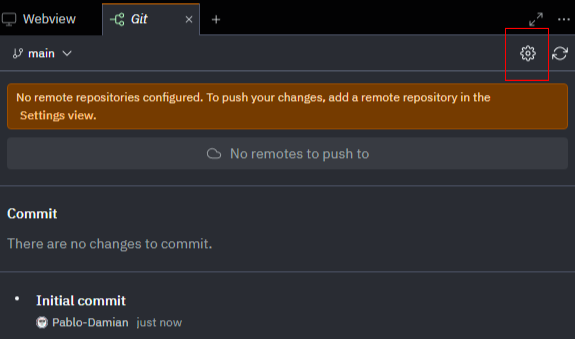 Webview
Git
main
No remote repositories configured. To push your changes, add a remote repository in the
Settings view.
No remotes to push to
Commit
There are no changes to commit.
Initial commit
Pablo-Damian just now